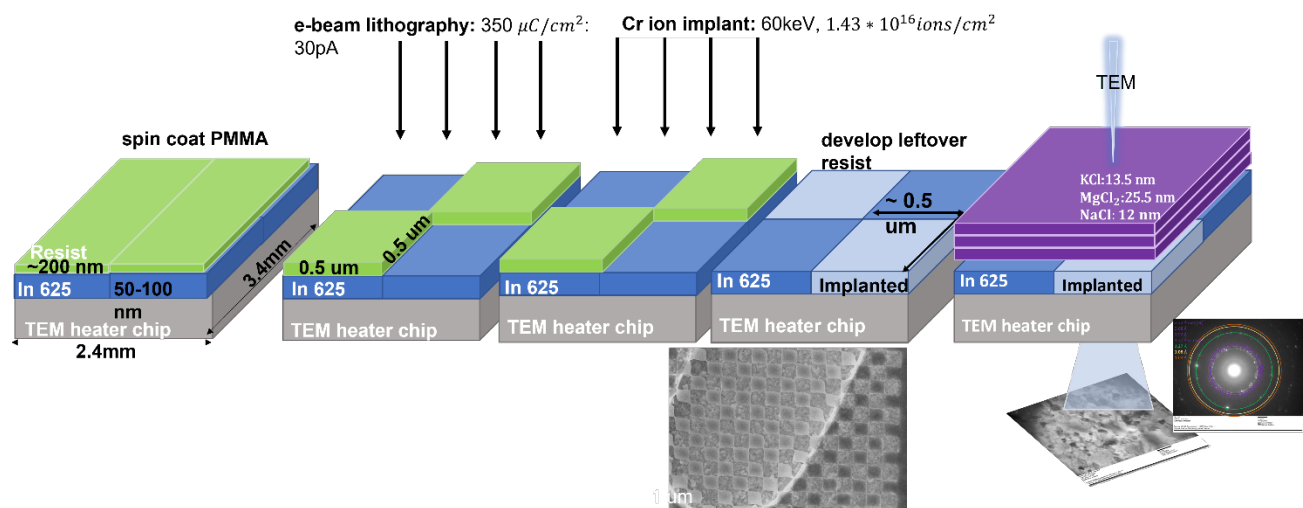 e-beam lithography: 350 μC/cm²:
30pA
Cr ion implant: 60keV, 1.43 * 10¹⁶ions/cm²
TEM
spin coat PMMA
develop leftover
resist
KCl:13.5 nm
MgCl₂:25.5 nm
NaCl: 12 nm
~ 0.5
um
Resist
~200 nm
3.4mm
0.5 um
0.5 um
In 625
50-100
nm
In 625
In 625
In 625
Implanted
In 625
Implanted
TEM heater chip
TEM heater chip
TEM heater chip
TEM heater chip
TEM heater chip
2.4mm
1 um